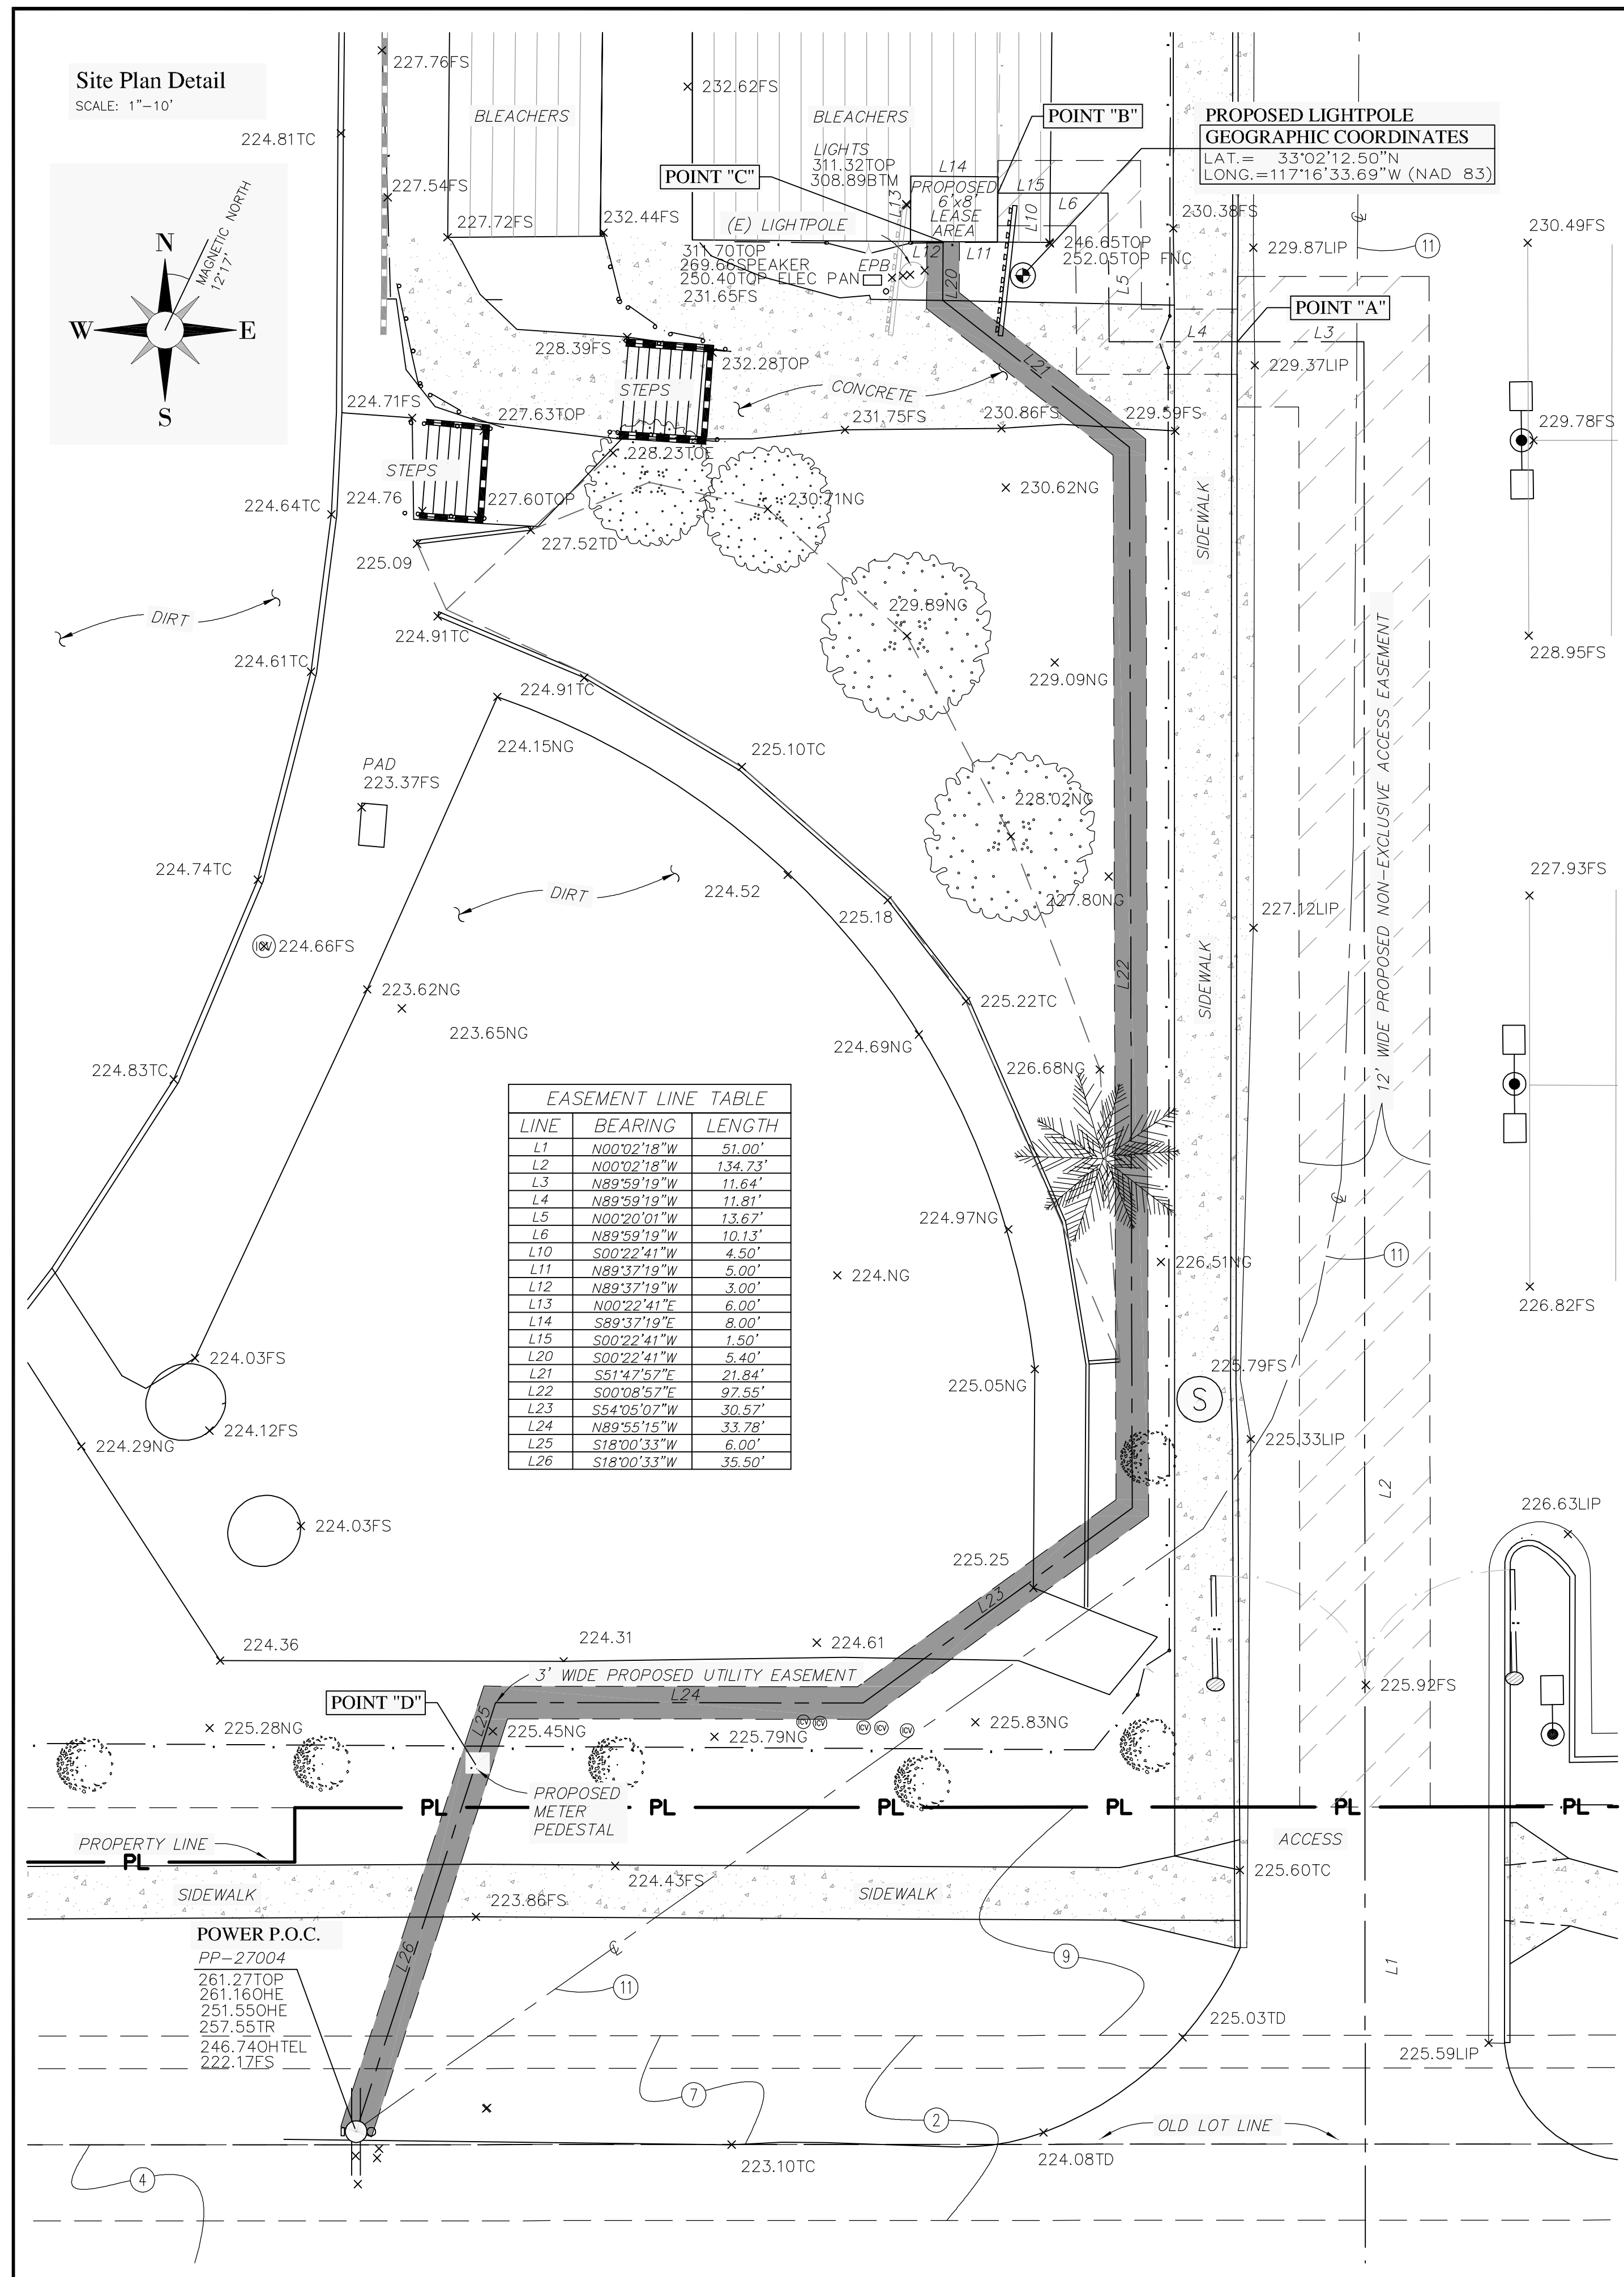 Site Plan Detail
SCALE: 1"–10'
N
W
E
S
MAGNETIC NORTH
12°17'
227.76FS
224.81TC
BLEACHERS
232.62FS
BLEACHERS
POINT "B"
PROPOSED LIGHTPOLE
GEOGRAPHIC COORDINATES
LAT.= 33°02'12.50"N
LONG.=117°16'33.69"W (NAD 83)
LIGHTS
311.32TOP
308.89BTM
POINT "C"
L14
PROPOSED
6'x8'
LEASE
AREA
L13
L15
L10
L6
L12
L11
L5
227.54FS
227.72FS
232.44FS
(E) LIGHTPOLE
311.70TOP
269.66SPEAKER
250.40TOP ELEC PAN
231.65FS
EPB
L20
246.65TOP
252.05TOP FNC
230.38FS
229.87LIP
℄
11
230.49FS
POINT "A"
L4
L3
228.39FS
232.28TOP
STEPS
L21
229.37LIP
CONCRETE
224.71FS
227.63TOP
231.75FS
230.86FS
229.59FS
229.78FS
STEPS
228.23TOE
224.76
227.60TOP
230.71NG
230.62NG
224.64TC
227.52TD
225.09
SIDEWALK
DIRT
224.91TC
229.89NG
224.61TC
224.91TC
229.09NG
228.95FS
12' WIDE PROPOSED NON–EXCLUSIVE ACCESS EASEMENT
224.15NG
225.10TC
PAD
223.37FS
228.02NG
224.74TC
DIRT
224.52
225.18
227.80NG
227.12LIP
227.93FS
224.66FS
L22
SIDEWALK
223.62NG
225.22TC
223.65NG
224.69NG
224.83TC
226.68NG
EASEMENT LINE TABLE
LINE BEARING LENGTH
L1 N00°02'18"W 51.00'
L2 N00°02'18"W 134.73'
L3 N89°59'19"W 11.64'
L4 N89°59'19"W 11.81'
L5 N00°20'01"W 13.67'
L6 N89°59'19"W 10.13'
L10 S00°22'41"W 4.50'
L11 N89°37'19"W 5.00'
L12 N89°37'19"W 3.00'
L13 N00°22'41"E 6.00'
L14 S89°37'19"E 8.00'
L15 S00°22'41"W 1.50'
L20 S00°22'41"W 5.40'
L21 S51°47'57"E 21.84'
L22 S00°08'57"E 97.55'
L23 S54°05'07"W 30.57'
L24 N89°55'15"W 33.78'
L25 S18°00'33"W 6.00'
L26 S18°00'33"W 35.50'
℄
224.97NG
224.NG
226.51NG
11
226.82FS
224.03FS
225.79FS
225.05NG
S
224.12FS
224.29NG
225.33LIP
L2
224.03FS
226.63LIP
225.25
L23
224.36
224.31
224.61
3' WIDE PROPOSED UTILITY EASEMENT
POINT "D"
L24
225.92FS
L25
225.28NG
225.45NG
225.79NG
ICV
ICV
ICV
ICV
ICV
225.83NG
PROPOSED
METER
PEDESTAL
PL
PL
PL
PL
PL
PL
PROPERTY LINE
PL
ACCESS
225.60TC
SIDEWALK
224.43FS
SIDEWALK
223.86FS
POWER P.O.C.
PP–27004
261.27TOP
261.16OHE
251.55OHE
257.55TR
246.74OHTEL
222.17FS
L26
℄
11
9
L1
225.03TD
225.59LIP
7
2
OLD LOT LINE
223.10TC
224.08TD
4